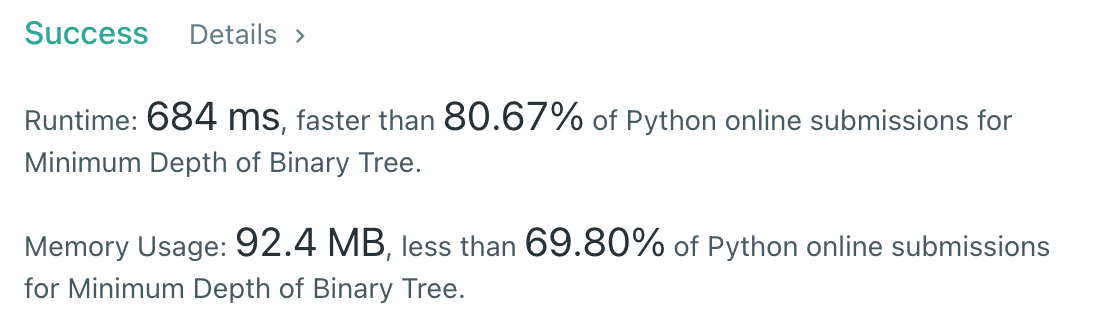 Success Details >
Runtime: 684 ms, faster than 80.67% of Python online submissions for
Minimum Depth of Binary Tree.
Memory Usage: 92.4 MB, less than 69.80% of Python online submissions
for Minimum Depth of Binary Tree.